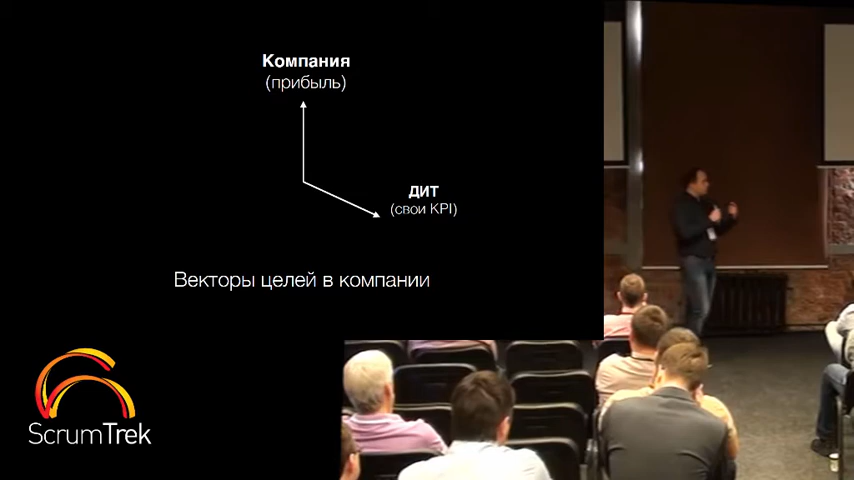 Компания
(прибыль)
ДИТ
(свои KPI)
Векторы целей в компании
ScrumTrek